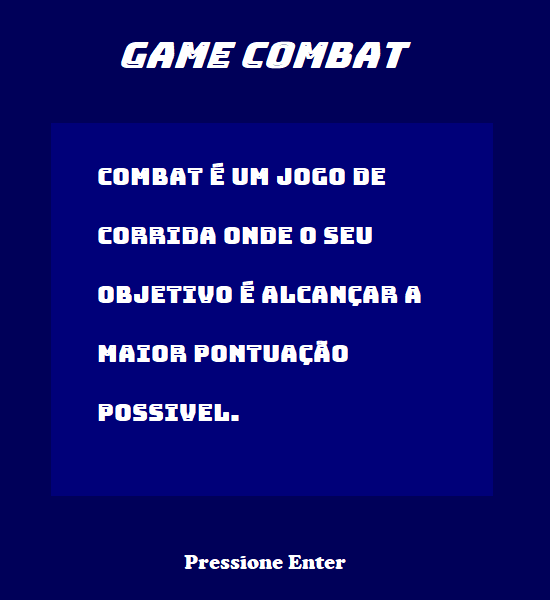 GAME COMBAT
COMBAT É UM JOGO DE
CORRIDA ONDE O SEU
OBJETIVO É ALCANÇAR A
MAIOR PONTUAÇÃO
POSSIVEL.
Pressione Enter